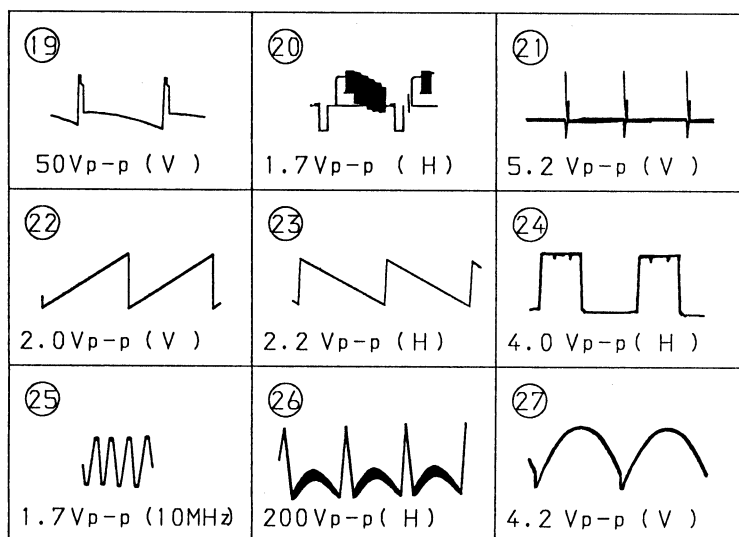 ⑲ ⑳ ㉑
50Vp-p ( V ) 1.7Vp-p ( H ) 5.2 Vp-p ( V )
㉒ ㉓ ㉔
2.0Vp-p ( V ) 2.2 Vp-p ( H ) 4.0 Vp-p( H )
㉕ ㉖ ㉗
1.7Vp-p (10MHz) 200Vp-p( H ) 4.2 Vp-p ( V )